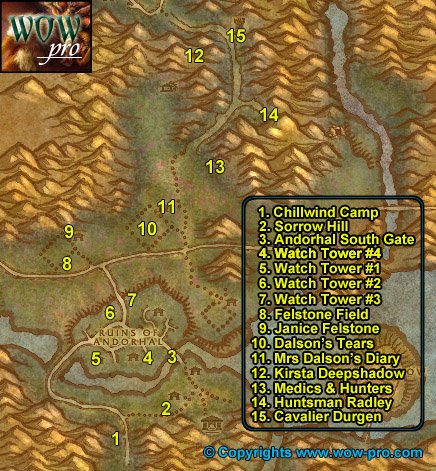 WOW
pro
15
12
14
13
11
10
9
8
7
6
RUINS OF
ANDORHAL
5
4
3
2
1
1. Chillwind Camp
2. Sorrow Hill
3. Andorhal South Gate
4. Watch Tower #4
5. Watch Tower #1
6. Watch Tower #2
7. Watch Tower #3
8. Felstone Field
9. Janice Felstone
10. Dalson's Tears
11. Mrs Dalson's Diary
12. Kirsta Deepshadow
13. Medics & Hunters
14. Huntsman Radley
15. Cavalier Durgen
© Copyrights www.wow-pro.com